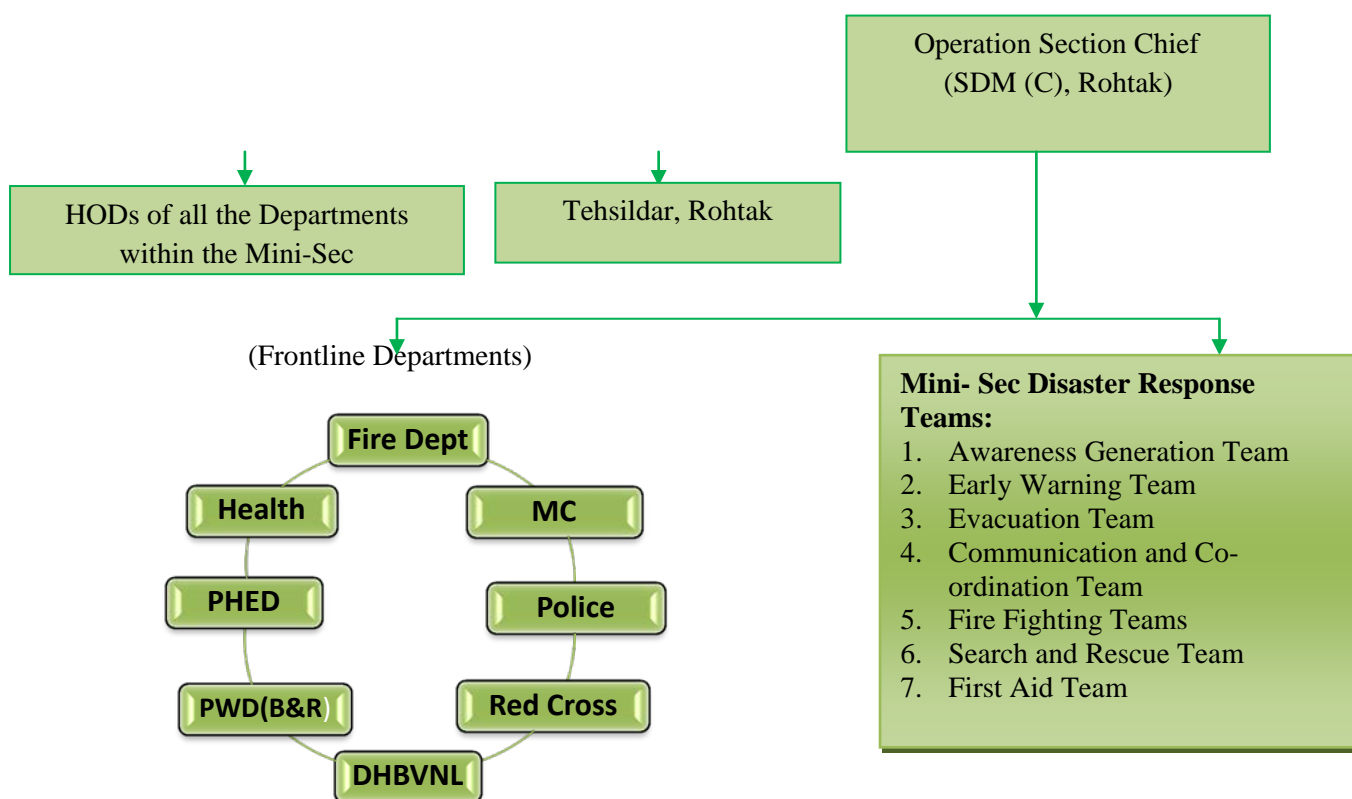 Operation Section Chief
(SDM (C), Rohtak)
HODs of all the Departments
within the Mini-Sec
Tehsildar, Rohtak
(Frontline Departments)
Fire Dept
Health
MC
PHED
Police
PWD(B&R)
Red Cross
DHBVNL
Mini- Sec Disaster Response
Teams:
1. Awareness Generation Team
2. Early Warning Team
3. Evacuation Team
4. Communication and Co-
ordination Team
5. Fire Fighting Teams
6. Search and Rescue Team
7. First Aid Team